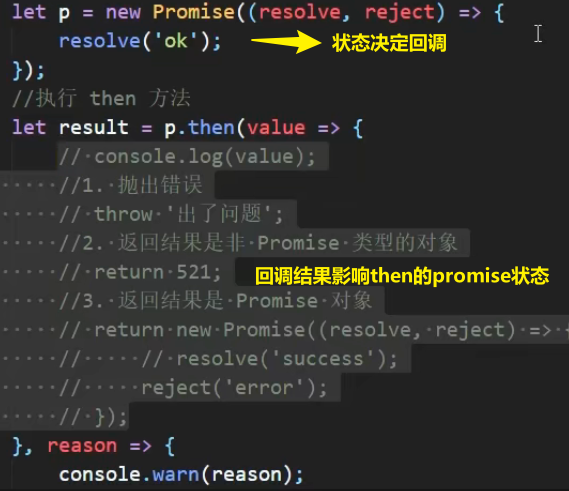 let p = new Promise((resolve, reject) => {
resolve('ok'); 状态决定回调
});
//执行 then 方法
let result = p.then(value => {
// console.log(value);
//1. 抛出错误
// throw '出了问题';
//2. 返回结果是非 Promise 类型的对象
// return 521; 回调结果影响then的promise状态
//3. 返回结果是 Promise 对象
// return new Promise((resolve, reject) => {
// // resolve('success');
// reject('error');
// });
}, reason => {
console.warn(reason);